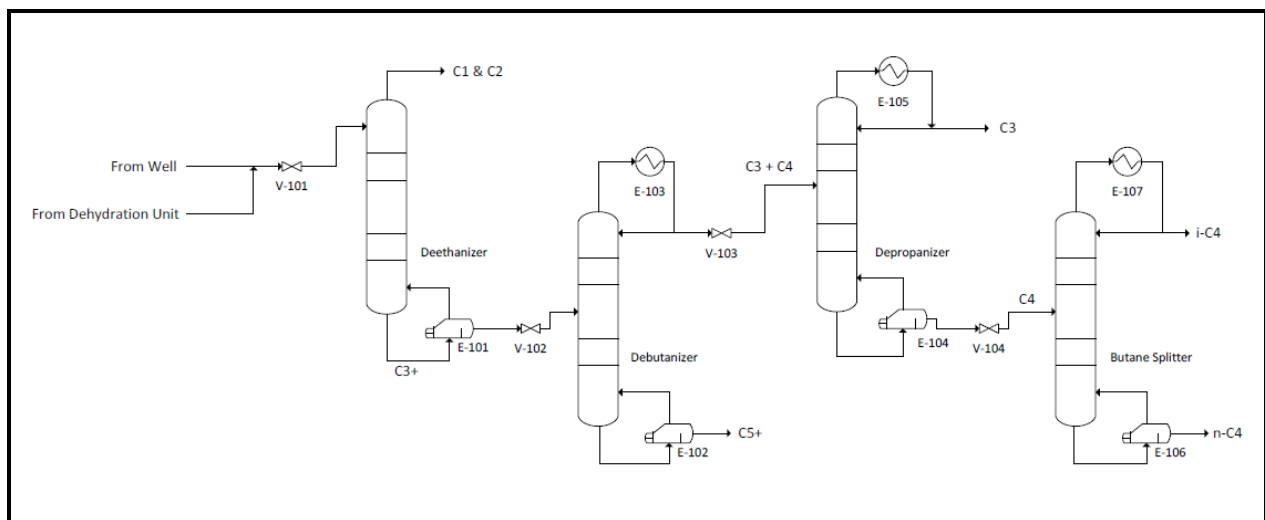 C1 & C2
E-105
C3
From Well
V-101
C3 + C4
E-103
E-107
From Dehydration Unit
V-103
i-C4
Deethanizer
Depropanizer
C4
E-101
V-102
E-104
V-104
C3+
Debutanizer
Butane Splitter
C5+
n-C4
E-102
E-106